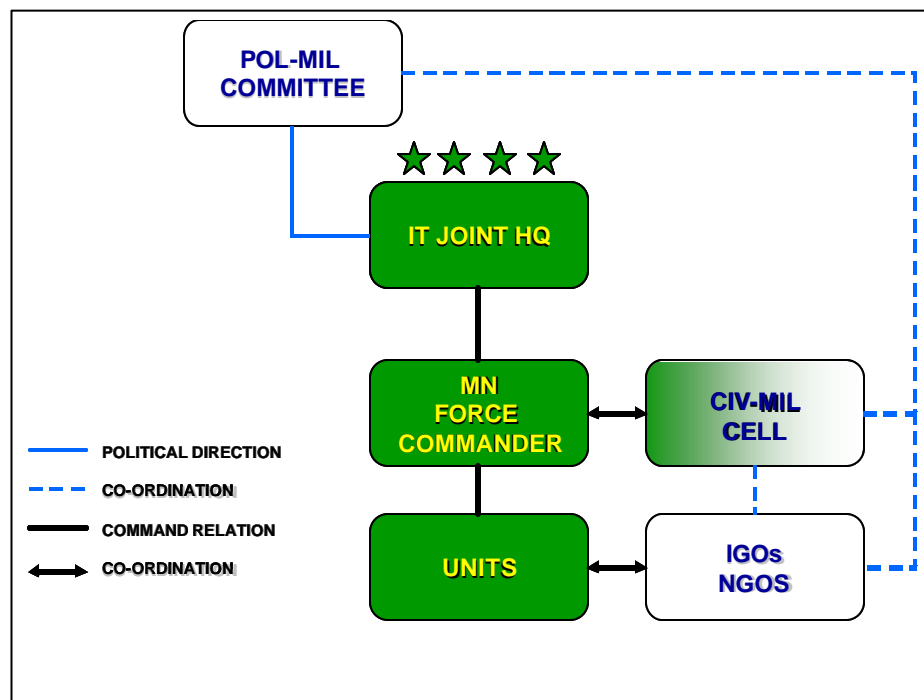 POL-MIL
COMMITTEE
IT JOINT HQ
MN
FORCE
COMMANDER
CIV-MIL
CELL
UNITS
IGOs
NGOS
POLITICAL DIRECTION
CO-ORDINATION
COMMAND RELATION
CO-ORDINATION